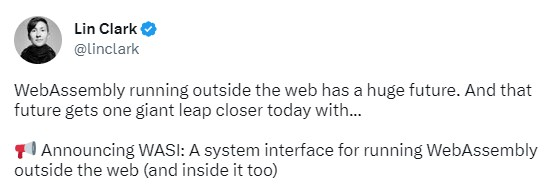 Lin Clark
@linclark
WebAssembly running outside the web has a huge future. And that
future gets one giant leap closer today with...
📢 Announcing WASI: A system interface for running WebAssembly
outside the web (and inside it too)